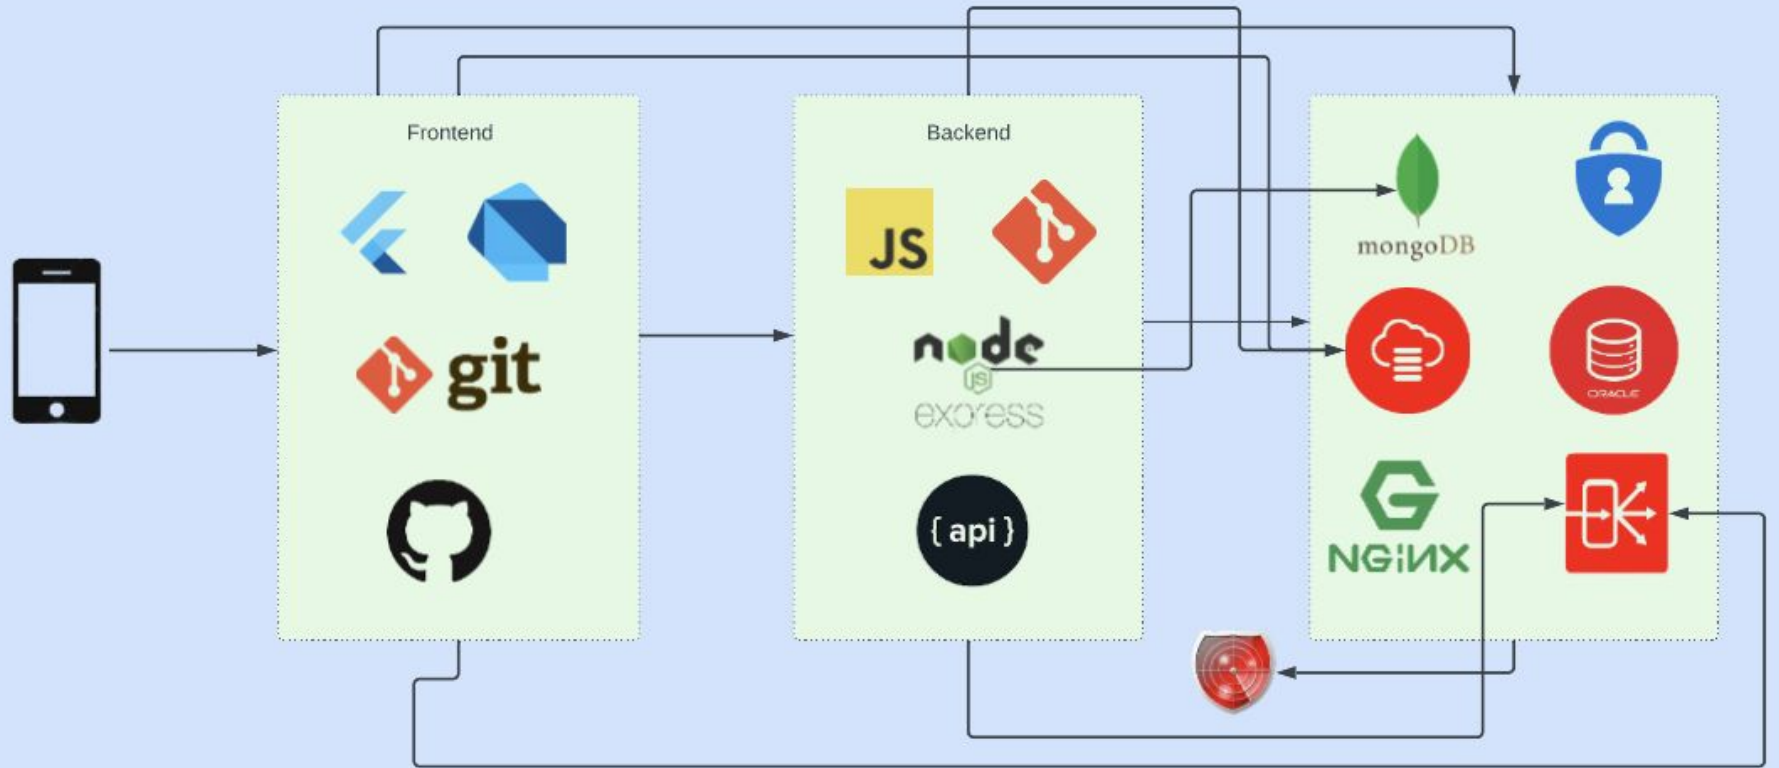 Frontend
Backend
JS
mongoDB
node
JS
express
git
ORACLE
{ api }
NGiNX